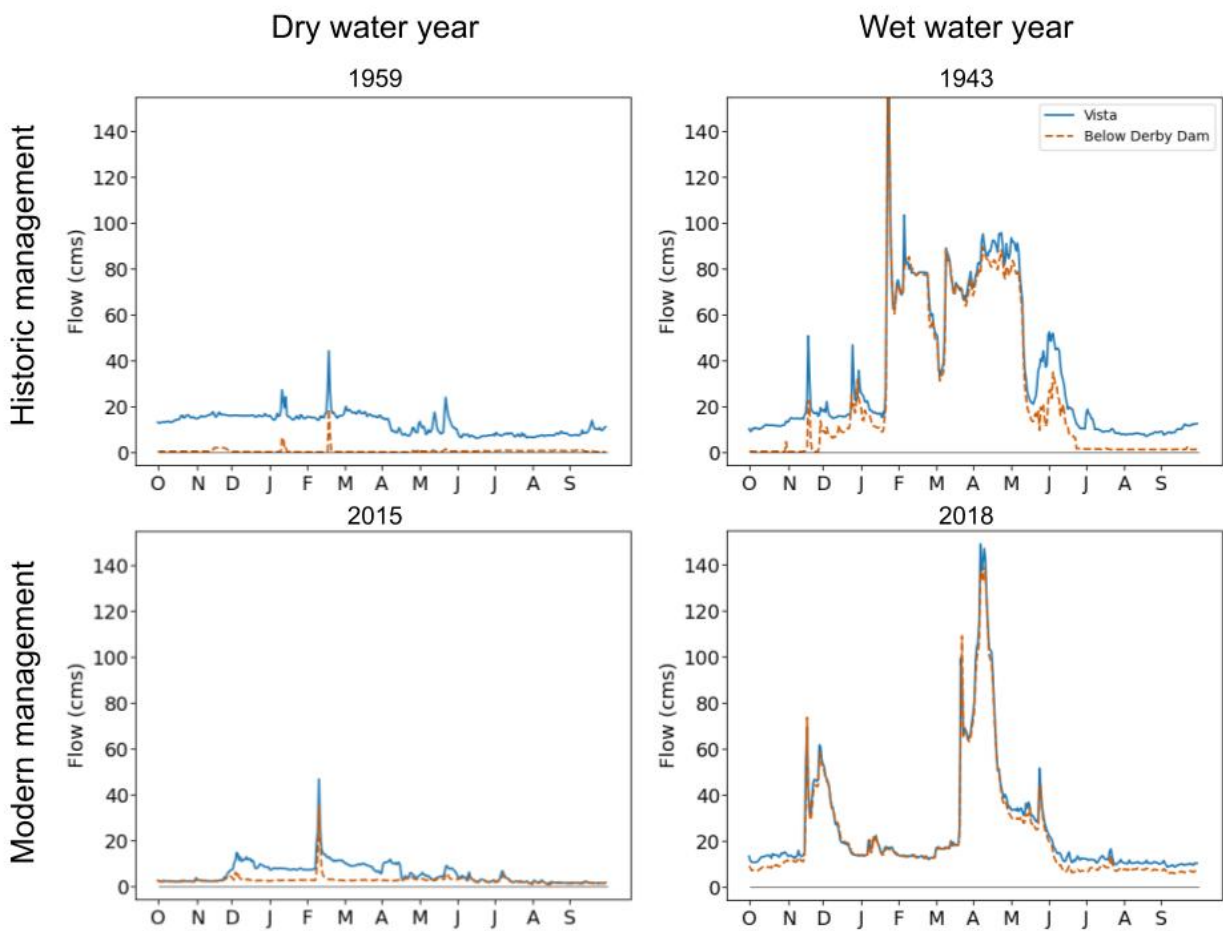 Dry water year
Wet water year
Historic management
1959
Flow (cms)
140
120
100
80
60
40
20
0
O N D J F M A M J J A S
1943
Vista
Below Derby Dam
Flow (cms)
140
120
100
80
60
40
20
0
O N D J F M A M J J A S
Modern management
2015
Flow (cms)
140
120
100
80
60
40
20
0
O N D J F M A M J J A S
2018
Flow (cms)
140
120
100
80
60
40
20
0
O N D J F M A M J J A S